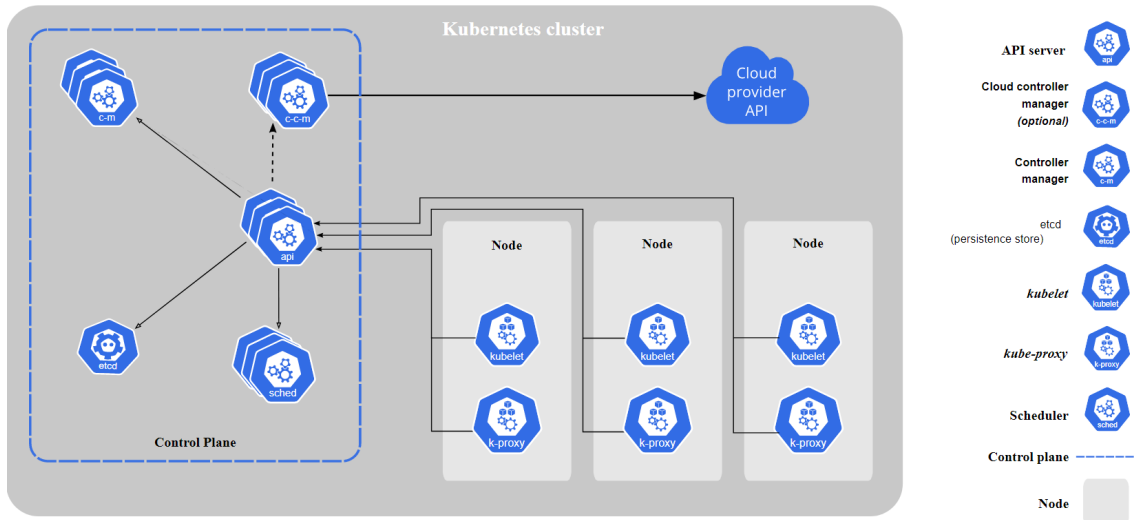 Kubernetes cluster
c-m
c-c-m
Cloud
provider
API
api
Node
Node
Node
kubelet
kubelet
kubelet
etcd
sched
k-proxy
k-proxy
k-proxy
Control Plane
API server
api
Cloud controller
manager
(optional)
c-c-m
Controller
manager
c-m
etcd
(persistence store)
etcd
kubelet
kubelet
kube-proxy
k-proxy
Scheduler
sched
Control plane
Node